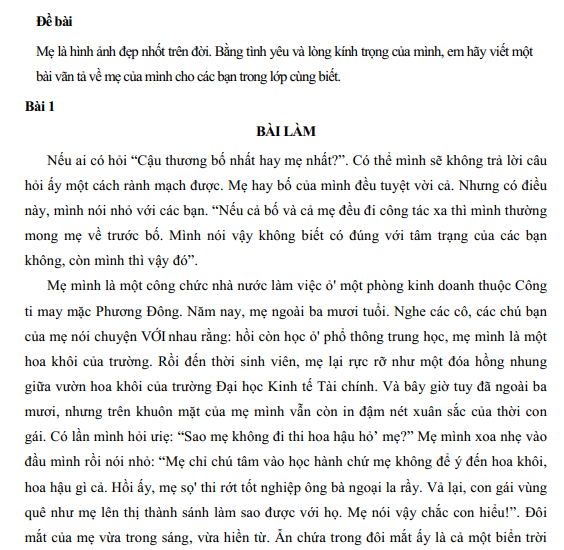 Đề bài
Mẹ là hình ảnh đẹp nhốt trên đời. Bằng tình yêu và lòng kính trọng của mình, em hãy viết một
bài văn tả về mẹ của mình cho các bạn trong lớp cùng biết.
Bài 1
BÀI LÀM
Nếu ai có hỏi “Cậu thương bố nhất hay mẹ nhất?”. Có thể mình sẽ không trả lời câu
hỏi ấy một cách rành mạch được. Mẹ hay bố của mình đều tuyệt vời cả. Nhưng có điều
này, mình nói nhỏ với các bạn. “Nếu cả bố và cả mẹ đều đi công tác xa thì mình thường
mong mẹ về trước bố. Mình nói vậy không biết có đúng với tâm trạng của các bạn
không, còn mình thì vậy đó”.
Mẹ mình là một công chức nhà nước làm việc ỏ' một phòng kinh doanh thuộc Công
ti may mặc Phương Đông. Năm nay, mẹ ngoài ba mươi tuổi. Nghe các cô, các chú bạn
của mẹ nói chuyện VỚI nhau rằng: hồi còn học ỏ' phổ thông trung học, mẹ mình là một
hoa khôi của trường. Rồi đến thời sinh viên, mẹ lại rực rỡ như một đóa hồng nhung
giữa vườn hoa khôi của trường Đại học Kinh tế Tài chính. Và bây giờ tuy đã ngoài ba
mươi, nhưng trên khuôn mặt của mẹ mình vẫn còn in đậm nét xuân sắc của thời con
gái. Có lần mình hỏi ưiẹ: “Sao mẹ không đi thi hoa hậu hỏ’ mẹ?” Mẹ mình xoa nhẹ vào
đầu mình rồi nói nhỏ: “Mẹ chỉ chú tâm vào học hành chứ mẹ không để ý đến hoa khôi,
hoa hậu gì cả. Hồi ấy, mẹ sọ' thi rớt tốt nghiệp ông bà ngoại la rầy. Vả lại, con gái vùng
quê như mẹ lên thị thành sánh làm sao được với họ. Mẹ nói vậy chắc con hiểu!”. Đôi
mắt của mẹ vừa trong sáng, vừa hiền từ. Ẩn chứa trong đôi mắt ấy là cả một biển trời